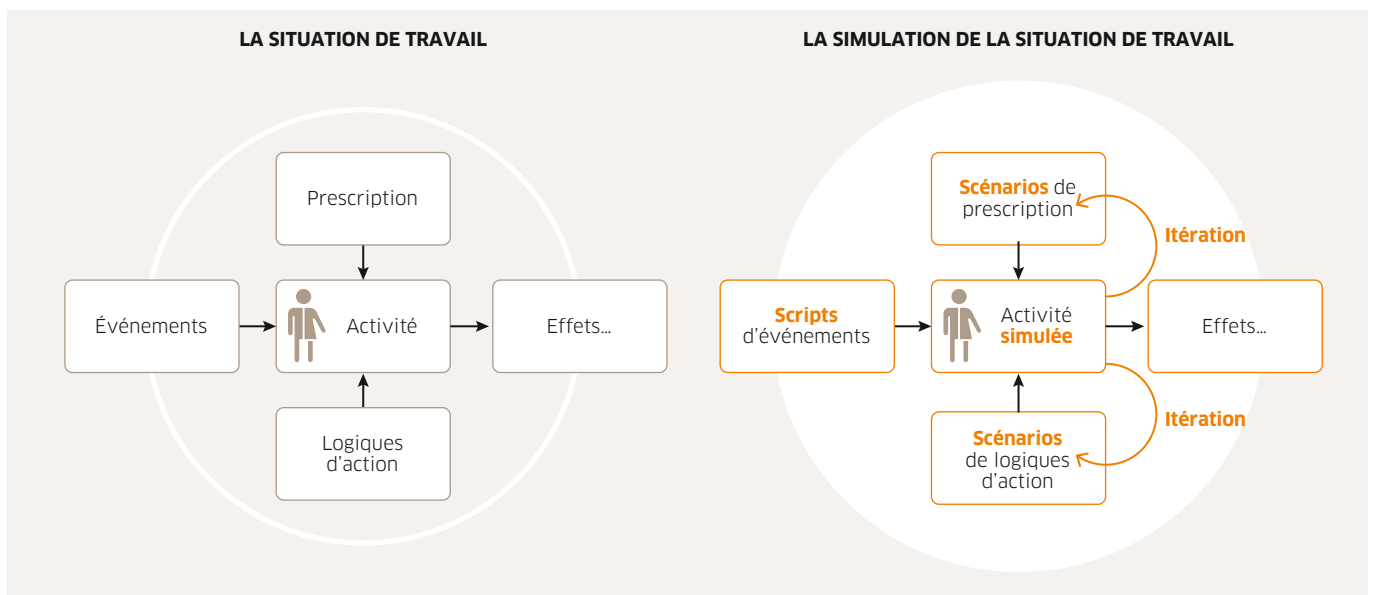 LA SITUATION DE TRAVAIL
Prescription
Événements
Activité
Effets...
Logiques
d'action
LA SIMULATION DE LA SITUATION DE TRAVAIL
Scénarios de
prescription
Itération
Scripts
d'événements
Activité
simulée
Effets...
Itération
Scénarios
de logiques
d'action